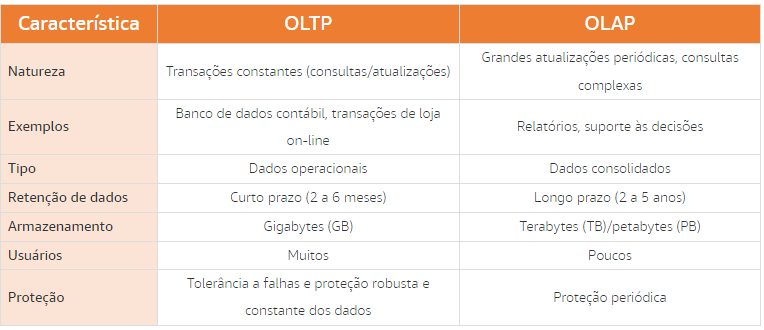 Característica OLTP OLAP
Natureza Transações constantes (consultas/atualizações) Grandes atualizações periódicas, consultas
complexas
Exemplos Banco de dados contábil, transações de loja
on-line Relatórios, suporte às decisões
Tipo Dados operacionais Dados consolidados
Retenção de dados Curto prazo (2 a 6 meses) Longo prazo (2 a 5 anos)
Armazenamento Gigabytes (GB) Terabytes (TB)/petabytes (PB)
Usuários Muitos Poucos
Proteção Tolerância a falhas e proteção robusta e
constante dos dados Proteção periódica